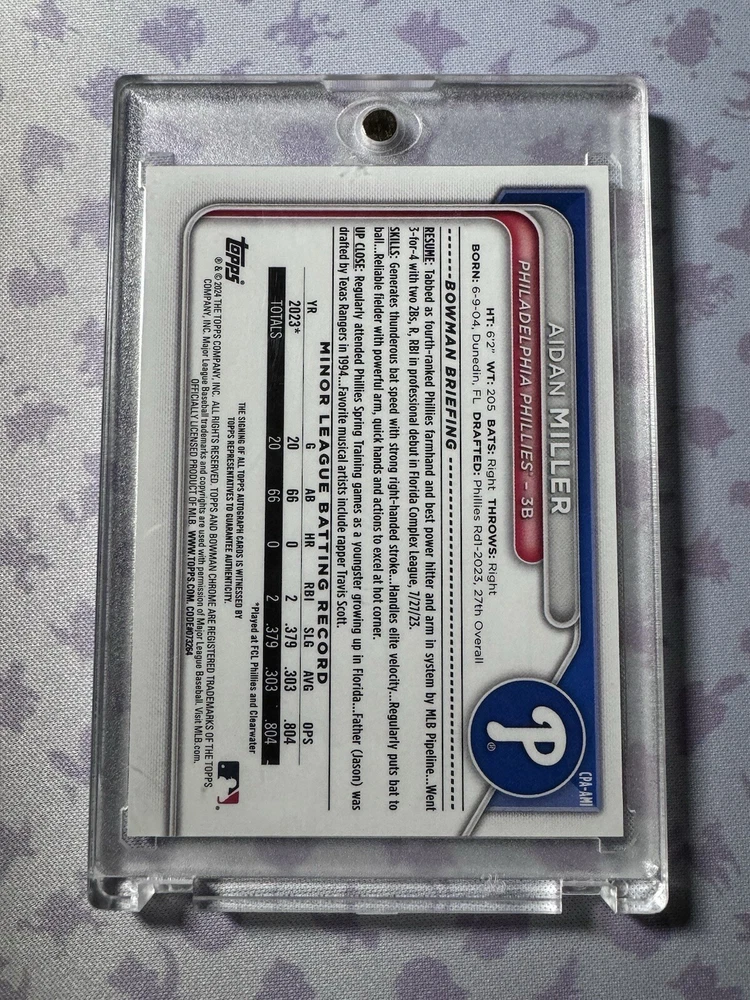 CPA-AMI
AIDAN MILLER
PHILADELPHIA PHILLIES® – 3B
P
®
HT: 6'2" WT: 205 BATS: Right THROWS: Right
BORN: 6-9-04, Dunedin, FL DRAFTED: Phillies Rd1-2023, 27th Overall
BOWMAN BRIEFING
RESUME: Tabbed as fourth-ranked Phillies farmhand and best power hitter and arm in system by MLB Pipeline...Went
3-for-4 with two 2Bs, R, RBI in professional debut in Florida Complex League, 7/27/23.
SKILLS: Generates thunderous bat speed with strong right-handed stroke...Handles elite velocity...Regularly puts bat to
ball...Reliable fielder with powerful arm, quick hands and actions to excel at hot corner.
UP CLOSE: Regularly attended Phillies Spring Training games as a youngster growing up in Florida...Father (Jason) was
drafted by Texas Rangers in 1994...Favorite musical artists include rapper Travis Scott.
MINOR LEAGUE BATTING RECORD
YR G AB HR RBI SLG AVG OPS
2023* 20 66 0 2 .379 .303 .804
TOTALS 20 66 0 2 .379 .303 .804
*Played at FCL Phillies and Clearwater
THE SIGNING OF ALL TOPPS AUTOGRAPH CARDS IS WITNESSED BY
TOPPS REPRESENTATIVES TO GUARANTEE AUTHENTICITY.
topps®
® & © 2024 THE TOPPS COMPANY, INC. ALL RIGHTS RESERVED. TOPPS AND BOWMAN CHROME ARE REGISTERED TRADEMARKS OF THE TOPPS
COMPANY, INC. Major League Baseball trademarks and copyrights are used with permission of Major League Baseball. Visit MLB.com.
OFFICIALLY LICENSED PRODUCT OF MLB. WWW.TOPPS.COM. CODE#073264